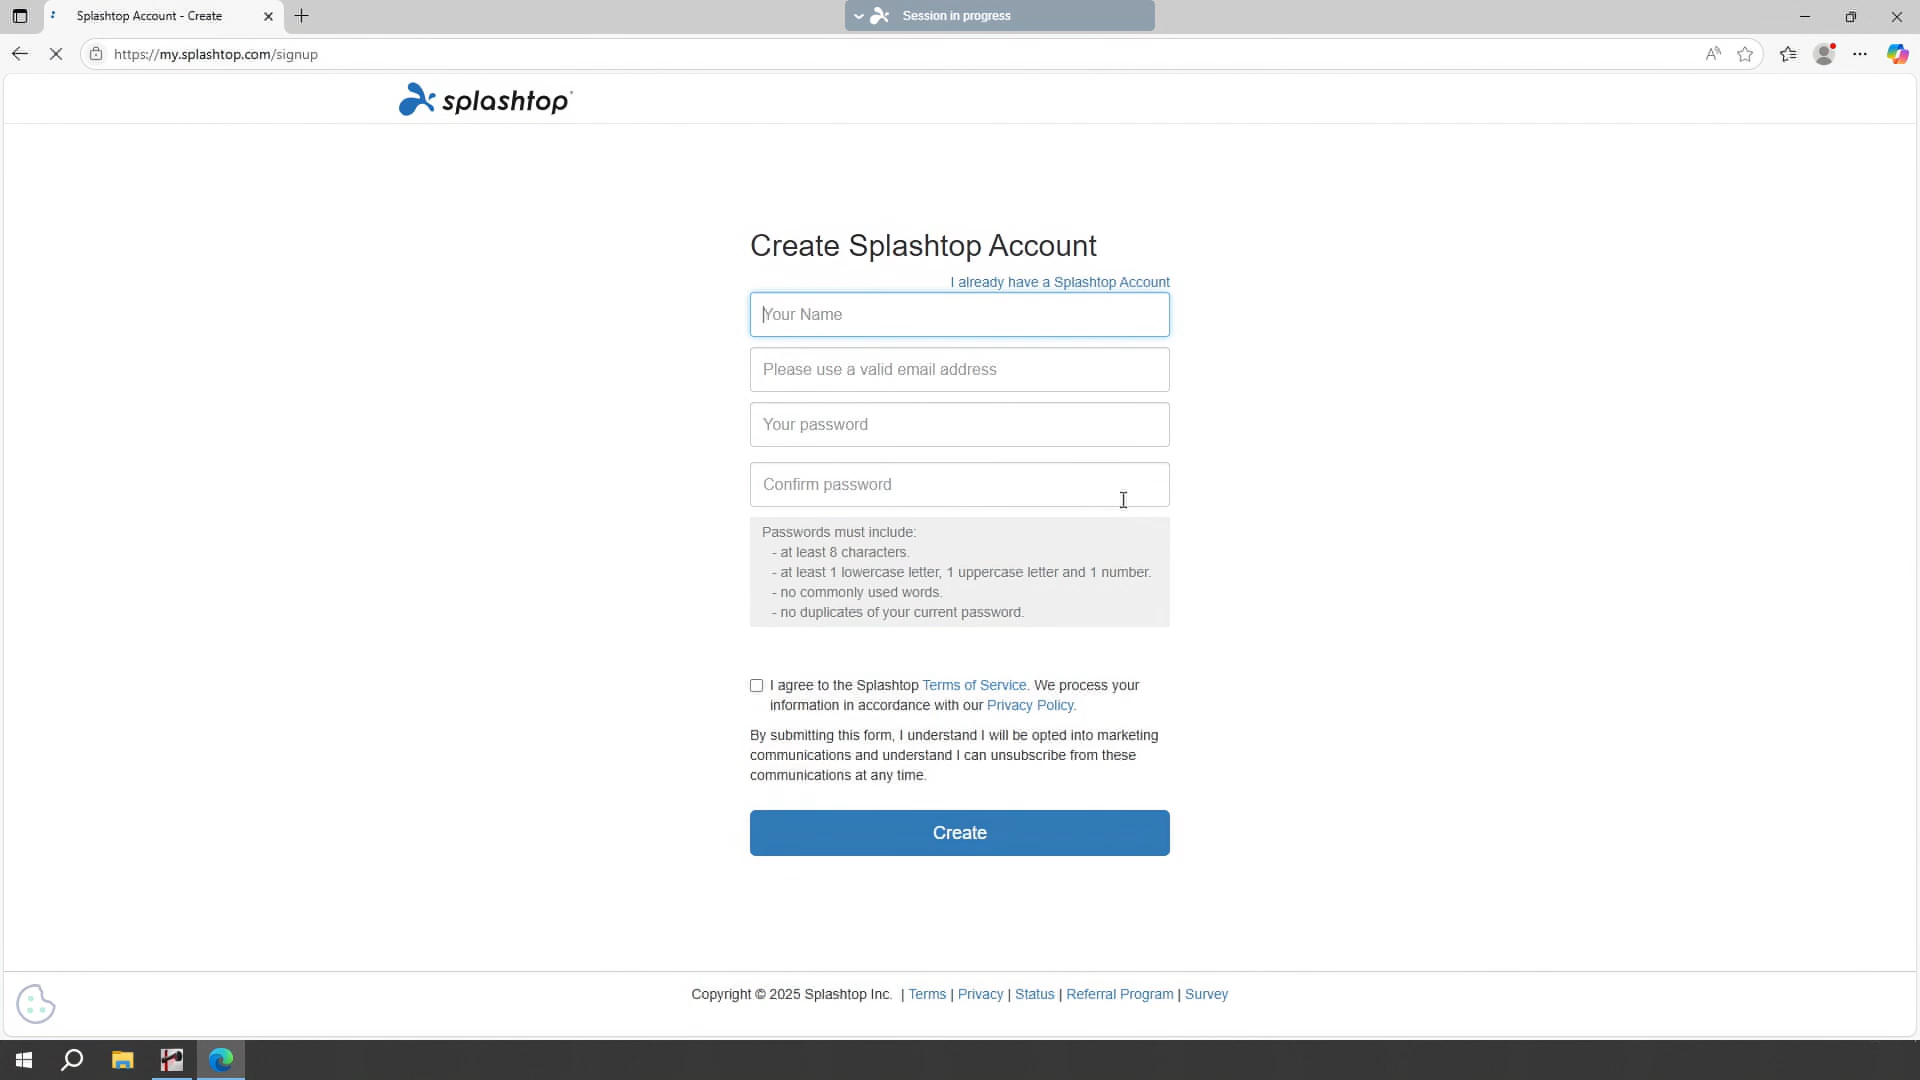 Splashtop Account - Create
Session in progress
https://my.splashtop.com/signup
splashtop
Create Splashtop Account
I already have a Splashtop Account
Your Name
Please use a valid email address
Your password
Confirm password
Passwords must include:
- at least 8 characters.
- at least 1 lowercase letter, 1 uppercase letter and 1 number.
- no commonly used words.
- no duplicates of your current password.
I agree to the Splashtop Terms of Service. We process your
information in accordance with our Privacy Policy.
By submitting this form, I understand I will be opted into marketing
communications and understand I can unsubscribe from these
communications at any time.
Create
Copyright © 2025 Splashtop Inc. | Terms | Privacy | Status | Referral Program | Survey